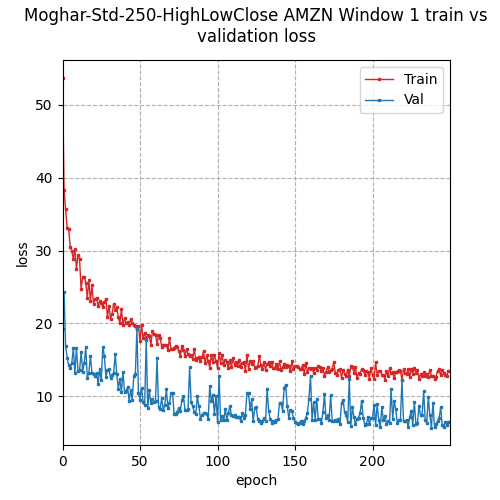 Moghar-Std-250-HighLowClose AMZN Window 1 train vs
validation loss
Train
Val
50
40
30
20
10
loss
0
50
100
150
200
epoch